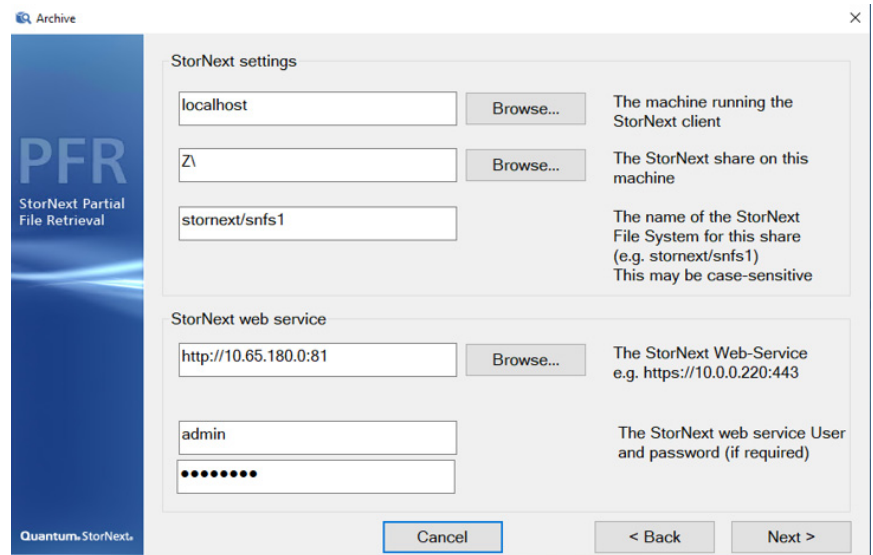 Archive
PFR
StorNext Partial
File Retrieval
StorNext settings
localhost
Browse...
The machine running the
StorNext client
Z\
Browse...
The StorNext share on this
machine
stornext/snfs1
The name of the StorNext
File System for this share
(e.g. stornext/snfs1)
This may be case-sensitive
StorNext web service
http://10.65.180.0:81
Browse...
The StorNext Web-Service
e.g. https://10.0.0.220:443
admin
●●●●●●●●
The StorNext web service User
and password (if required)
Quantum. StorNext.
Cancel
< Back
Next >